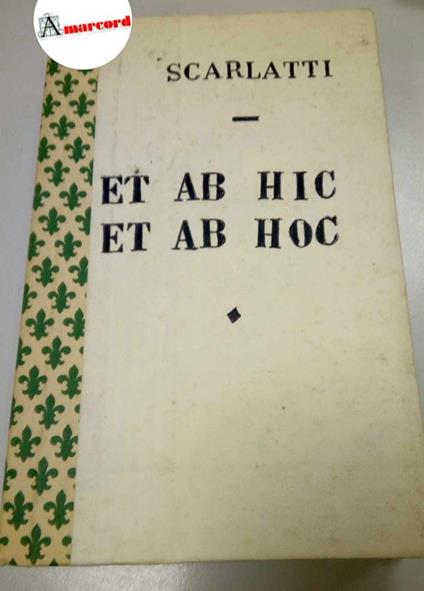 Amarcord
SCARLATTI
ET AB HIC
ET AB HOC